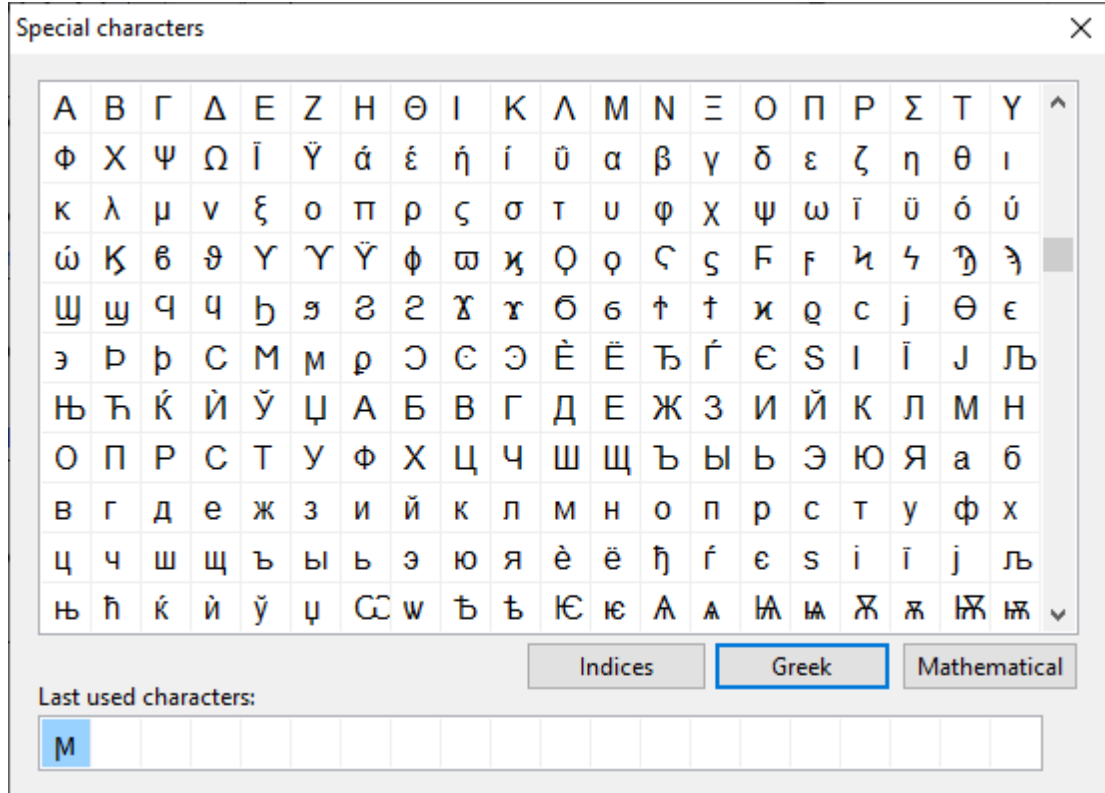 Special characters
Α Β Γ Δ Ε Ζ Η Θ Ι Κ Λ Μ Ν Ξ Ο Π Ρ Σ Τ Υ
Φ Χ Ψ Ω Ϊ Ϋ ά έ ή ί ΰ α β γ δ ε ζ η θ ι
κ λ μ ν ξ ο π ρ ς σ τ υ φ χ ψ ω ϊ ϋ ό ύ
ώ Ϗ ϐ ϑ ϒ ϓ ϔ ϕ ϖ ϗ Ϙ ϙ Ϛ ϛ Ϝ ϝ Ϟ ϟ Ϡ ϡ
Ϣ ϣ Ϥ ϥ Ϧ ϧ Ϩ ϩ Ϫ ϫ Ϭ ϭ Ϯ ϯ ϰ ϱ ϲ ϳ ϴ ϵ
϶ Ϸ ϸ Ϲ Ϻ ϻ ϼ Ͻ Ͼ Ͽ Ѐ Ё Ђ Ѓ Є Ѕ І Ї Ј Љ
Њ Ћ Ќ Ѝ Ў Џ А Б В Г Д Е Ж З И Й К Л М Н
О П Р С Т У Ф Х Ц Ч Ш Щ Ъ Ы Ь Э Ю Я а б
в г д е ж з и й к л м н о п р с т у ф х
ц ч ш щ ъ ы ь э ю я ѐ ё ђ ѓ є ѕ і ї ј љ
њ ћ ќ ѝ ў џ Ѡ ѡ Ѣ ѣ Ѥ ѥ Ѧ ѧ Ѩ ѩ Ѫ ѫ Ѭ ѭ
Indices Greek Mathematical
Last used characters:
ϻ